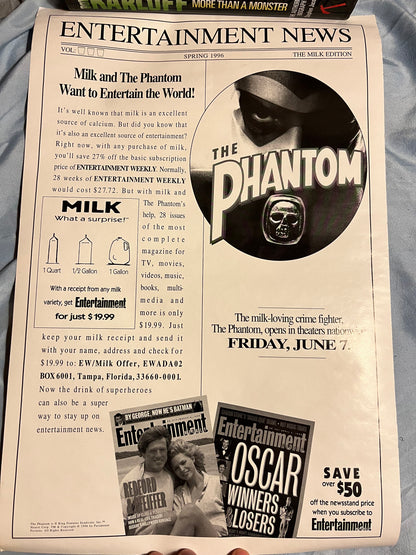 KARLOFF MORE THAN A MONSTER
ENTERTAINMENT NEWS
VOL:
SPRING 1996
THE MILK EDITION
Milk and The Phantom
Want to Entertain the World!
It's well known that milk is an excellent
source of calcium. But did you know that
it's also an excellent source of entertainment?
Right now, with any purchase of milk,
you'll save 27% off the basic subscription
price of ENTERTAINMENT WEEKLY. Normally,
28 weeks of ENTERTAINMENT WEEKLY
would cost $27.72. But with milk and
The Phantom's
help, 28 issues
of the most
complete
magazine for
TV, movies,
videos, music,
books, multi-
media and
more is only
$19.99. Just
MILK
What a surprise!™
1 Quart
1/2 Gallon
1 Gallon
With a receipt from any milk
variety, get Entertainment
for just $19.99
keep your milk receipt and send it
with your name, address and check for
$19.99 to: EW/Milk Offer, EWADA02
BOX 6001, Tampa, Florida, 33660-0001.
Now the drink of superheroes
can also be a super
way to stay up on
entertainment news.
THE
PHANTOM
The milk-loving crime fighter,
The Phantom, opens in theaters nationwide
FRIDAY, JUNE 7.
BY GEORGE, NOW HE'S BATMAN
Entertainment
REDFORD
PFEIFFER
Entertainment
OSCAR
WINNERS
LOSERS
SAVE
over $50
off the newsstand price
when you subscribe to
Entertainment